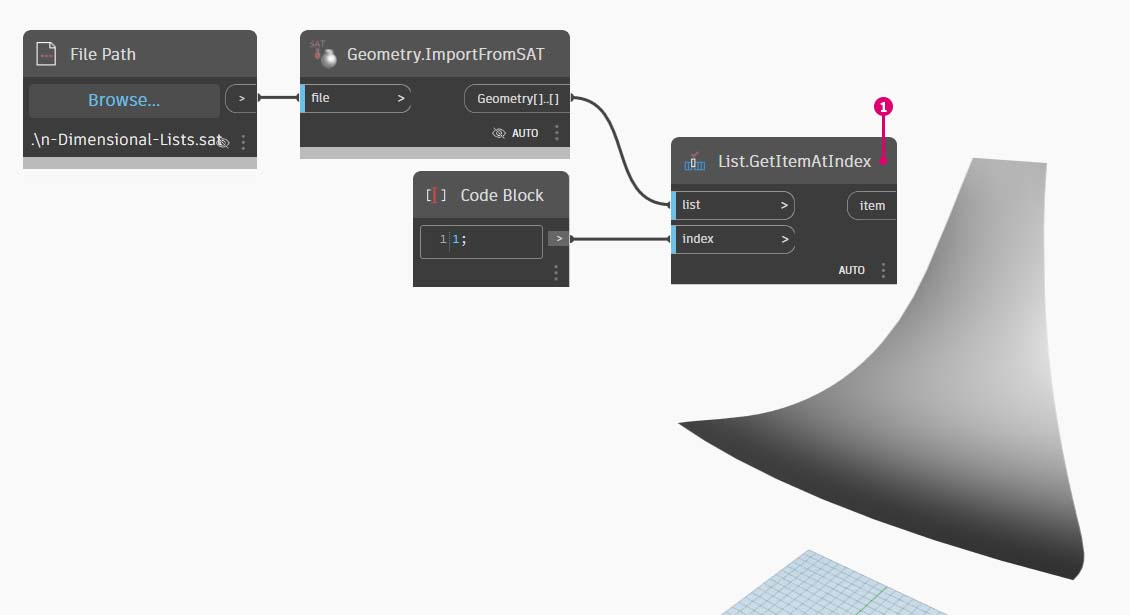 File Path
Browse...
>
.\n-Dimensional-Lists.sat
SAT
Geometry.ImportFromSAT
file >
Geometry[]..[]
AUTO
Code Block
1 1;
>
1
List.GetItemAtIndex
list >
item
index >
AUTO